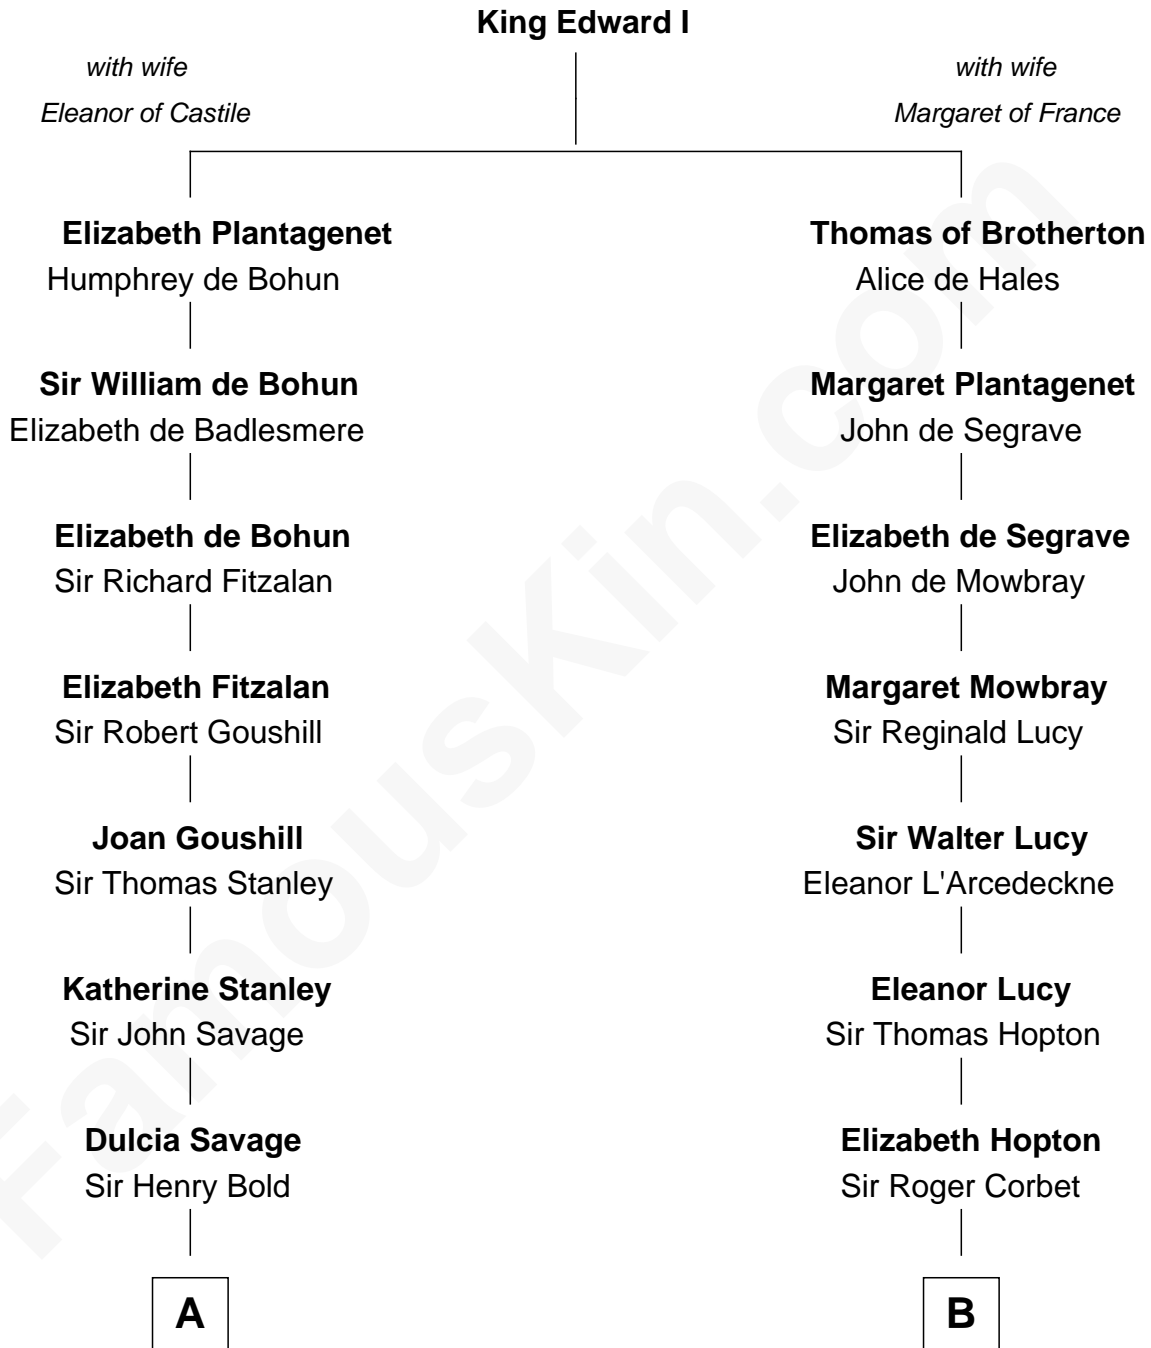 King Edward I
with wife
Eleanor of Castile
with wife
Margaret of France
Elizabeth Plantagenet
Humphrey de Bohun
Thomas of Brotherton
Alice de Hales
Sir William de Bohun
Elizabeth de Badlesmere
Margaret Plantagenet
John de Segrave
Elizabeth de Bohun
Sir Richard Fitzalan
Elizabeth de Segrave
John de Mowbray
Elizabeth Fitzalan
Sir Robert Goushill
Margaret Mowbray
Sir Reginald Lucy
Joan Goushill
Sir Thomas Stanley
Sir Walter Lucy
Eleanor L'Arcedeckne
Katherine Stanley
Sir John Savage
Eleanor Lucy
Sir Thomas Hopton
Dulcia Savage
Sir Henry Bold
Elizabeth Hopton
Sir Roger Corbet
A
B
FamousKin.com